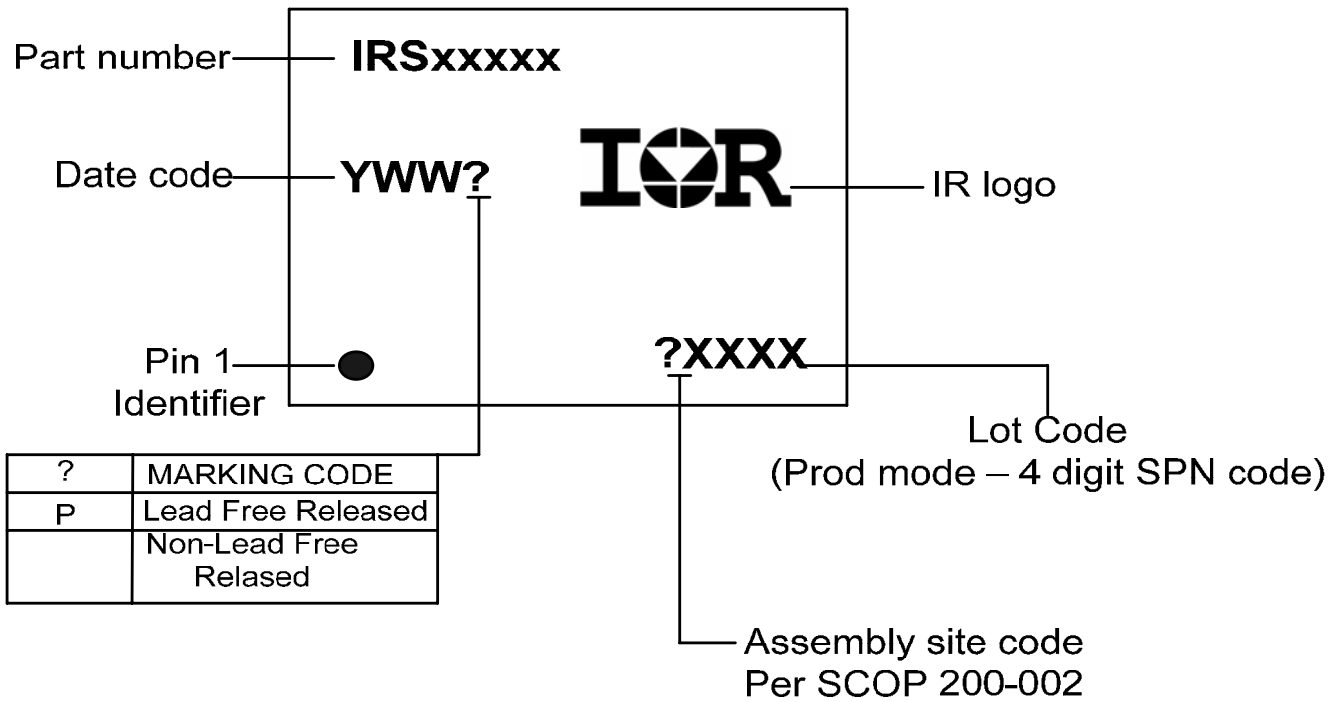 Part number
IRSxxxxx
Date code
YWW?
IOR
IR logo
Pin 1
Identifier
?XXXX
Lot Code
(Prod mode – 4 digit SPN code)
? MARKING CODE
P Lead Free Released
Non-Lead Free
Relased
Assembly site code
Per SCOP 200-002